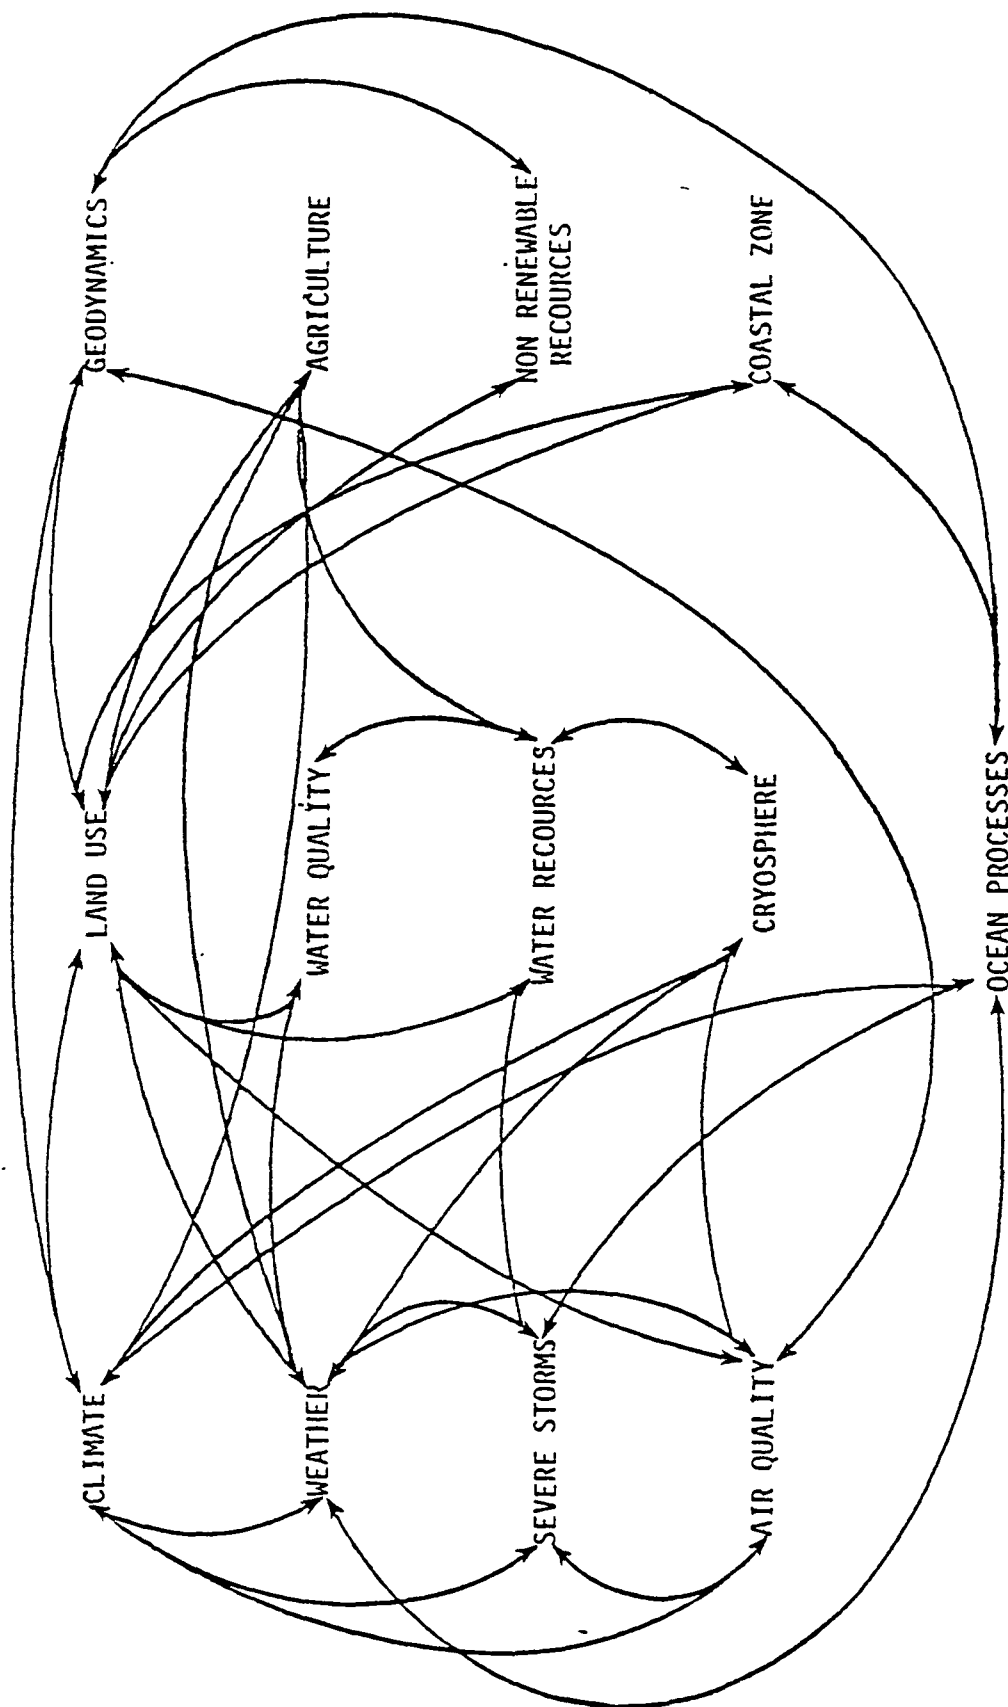 CLIMATE
WEATHER
SEVERE STORMS
AIR QUALITY
LAND USE
WATER QUALITY
WATER RECOURCES
CRYOSPHERE
OCEAN PROCESSES
GEODYNAMICS
AGRICULTURE
NON RENEWABLE
RECOURCES
COASTAL ZONE